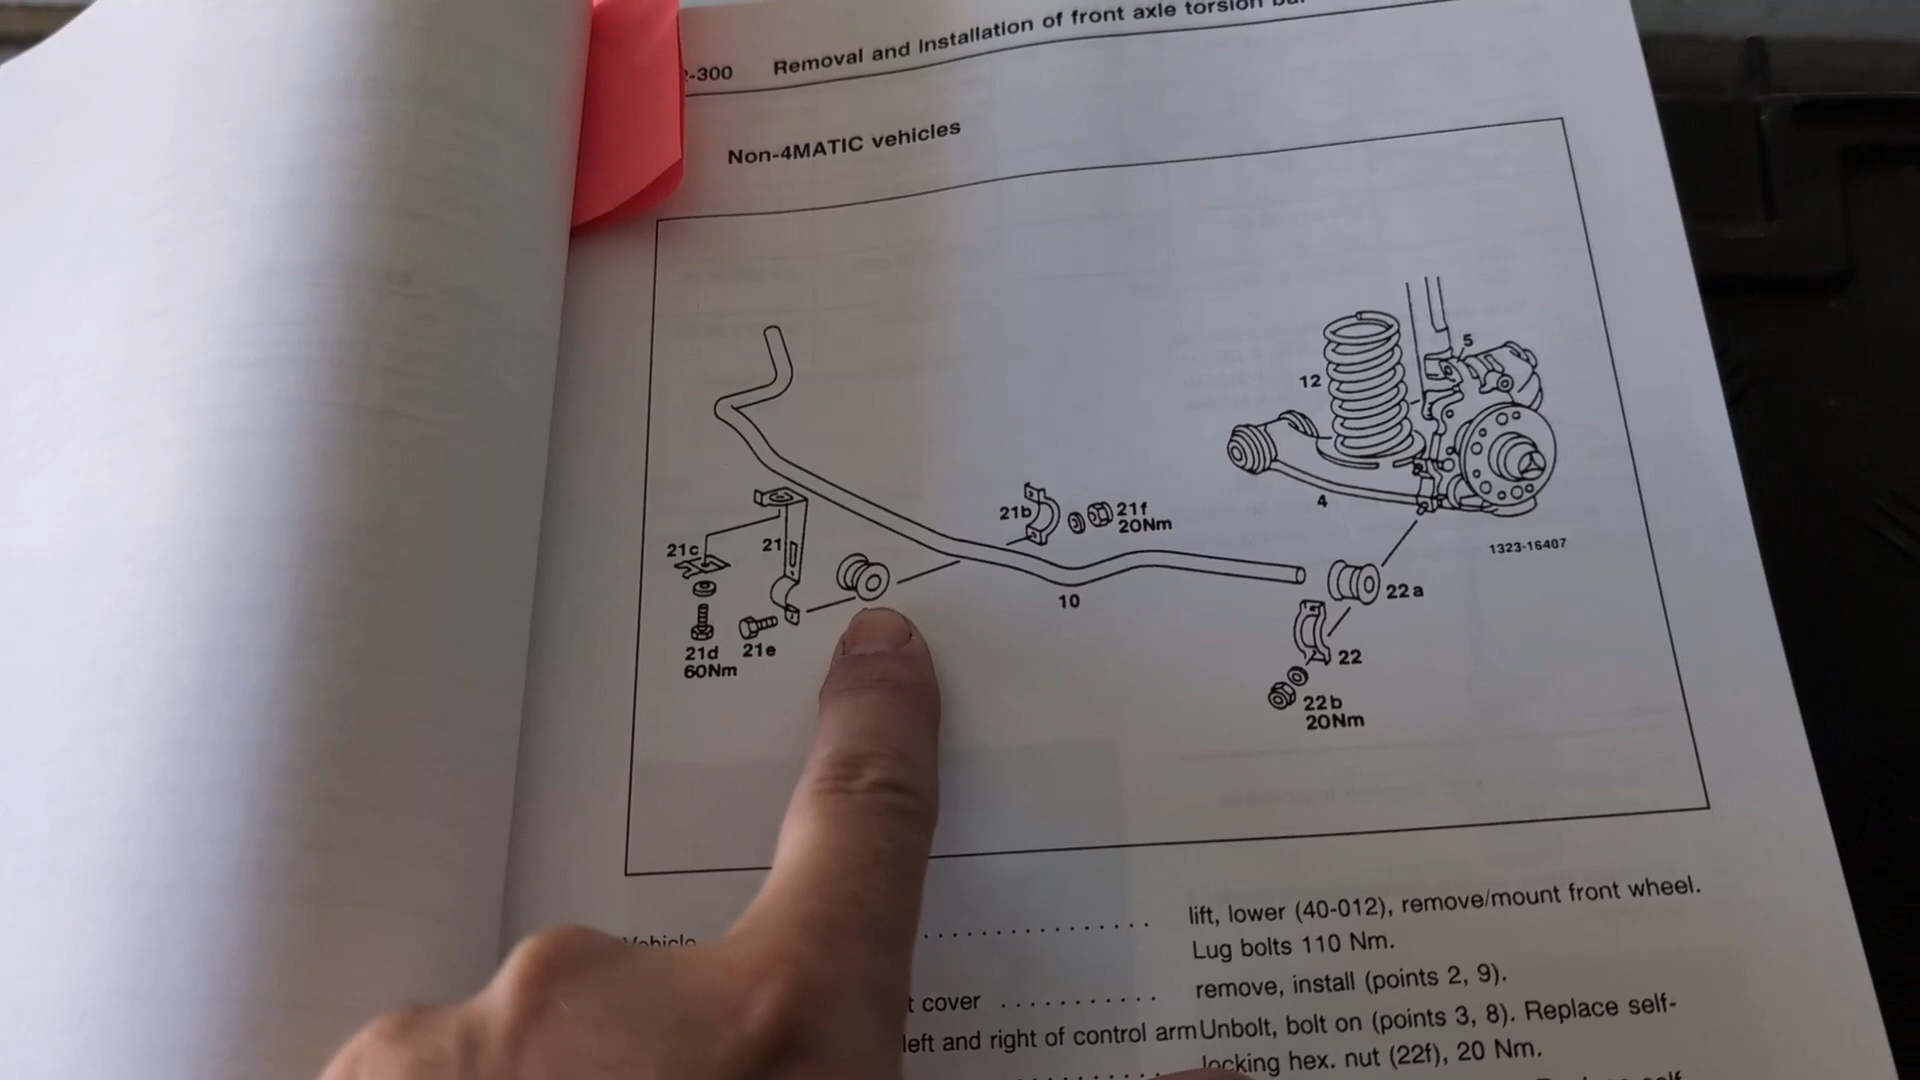 -300 Removal and installation of front axle torsion
Non-4MATIC vehicles
5
12
4
21b
21f
20Nm
21c
21
1323-16407
22a
10
21d
60Nm
21e
22
22b
20Nm
Vehicle .................. lift, lower (40-012), remove/mount front wheel.
Lug bolts 110 Nm.
t cover ............ remove, install (points 2, 9).
left and right of control arm Unbolt, bolt on (points 3, 8). Replace self-
locking hex. nut (22f), 20 Nm.